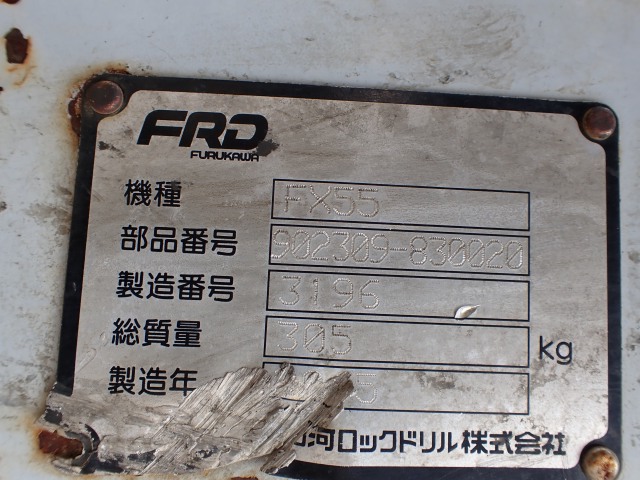 FRD
FURUKAWA
機種 FX55
部品番号 902309-830020
製造番号 3196
総質量 305 kg
製造年
河ロックドリル株式会社